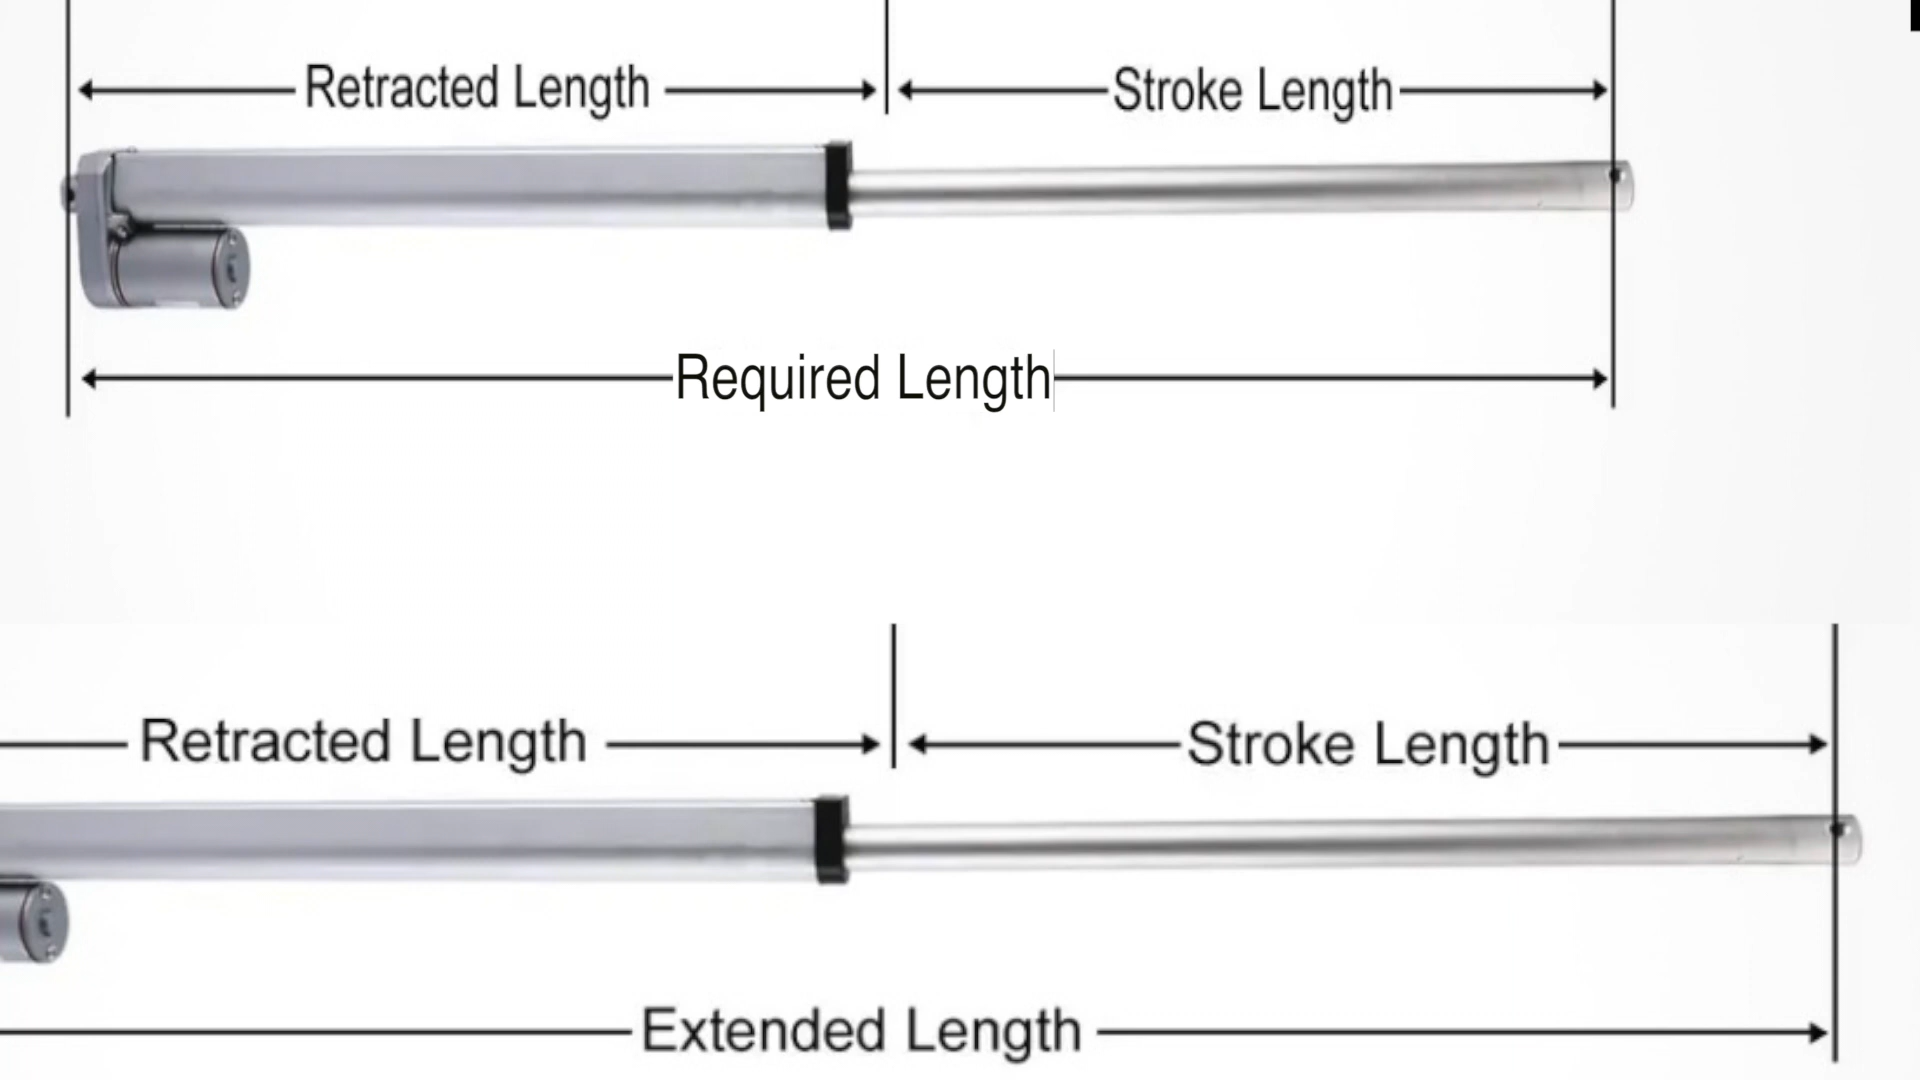 Retracted Length
Stroke Length
Required Length
Retracted Length
Stroke Length
Extended Length